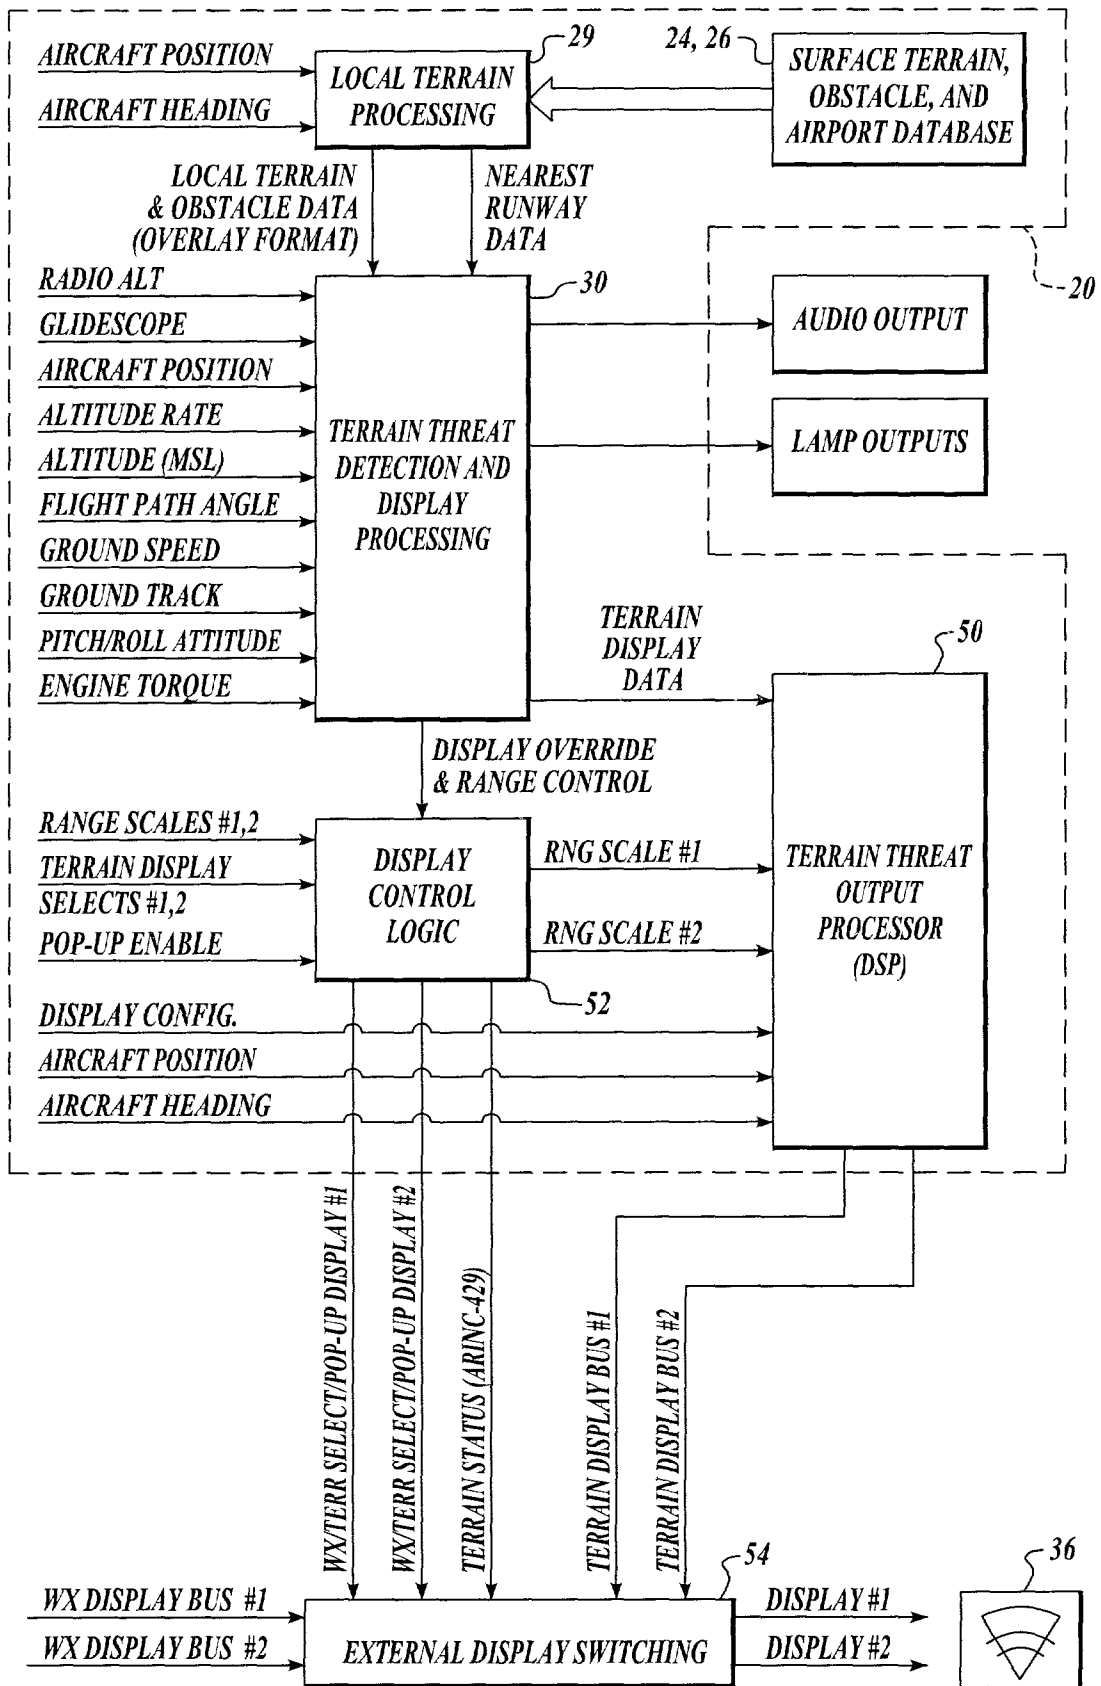 29
24, 26
AIRCRAFT POSITION
AIRCRAFT HEADING
LOCAL TERRAIN
PROCESSING
SURFACE TERRAIN,
OBSTACLE, AND
AIRPORT DATABASE
LOCAL TERRAIN
& OBSTACLE DATA
(OVERLAY FORMAT)
NEAREST
RUNWAY
DATA
30
20
RADIO ALT
GLIDESCOPE
AIRCRAFT POSITION
ALTITUDE RATE
ALTITUDE (MSL)
FLIGHT PATH ANGLE
GROUND SPEED
GROUND TRACK
PITCH/ROLL ATTITUDE
ENGINE TORQUE
TERRAIN THREAT
DETECTION AND
DISPLAY
PROCESSING
AUDIO OUTPUT
LAMP OUTPUTS
TERRAIN
DISPLAY
DATA
50
DISPLAY OVERRIDE
& RANGE CONTROL
RANGE SCALES #1,2
TERRAIN DISPLAY
SELECTS #1,2
POP-UP ENABLE
DISPLAY
CONTROL
LOGIC
RNG SCALE #1
RNG SCALE #2
TERRAIN THREAT
OUTPUT
PROCESSOR
(DSP)
52
DISPLAY CONFIG.
AIRCRAFT POSITION
AIRCRAFT HEADING
WX/TERR SELECT/POP-UP DISPLAY #1
WX/TERR SELECT/POP-UP DISPLAY #2
TERRAIN STATUS (ARINC-429)
TERRAIN DISPLAY BUS #1
TERRAIN DISPLAY BUS #2
54
36
WX DISPLAY BUS #1
WX DISPLAY BUS #2
EXTERNAL DISPLAY SWITCHING
DISPLAY #1
DISPLAY #2